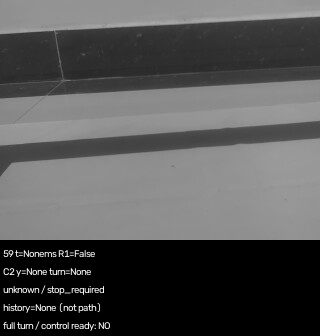 59 t=Nonems R1=False
C2 y=None turn=None
unknown / stop_required
history=None (not path)
full turn / control ready: NO